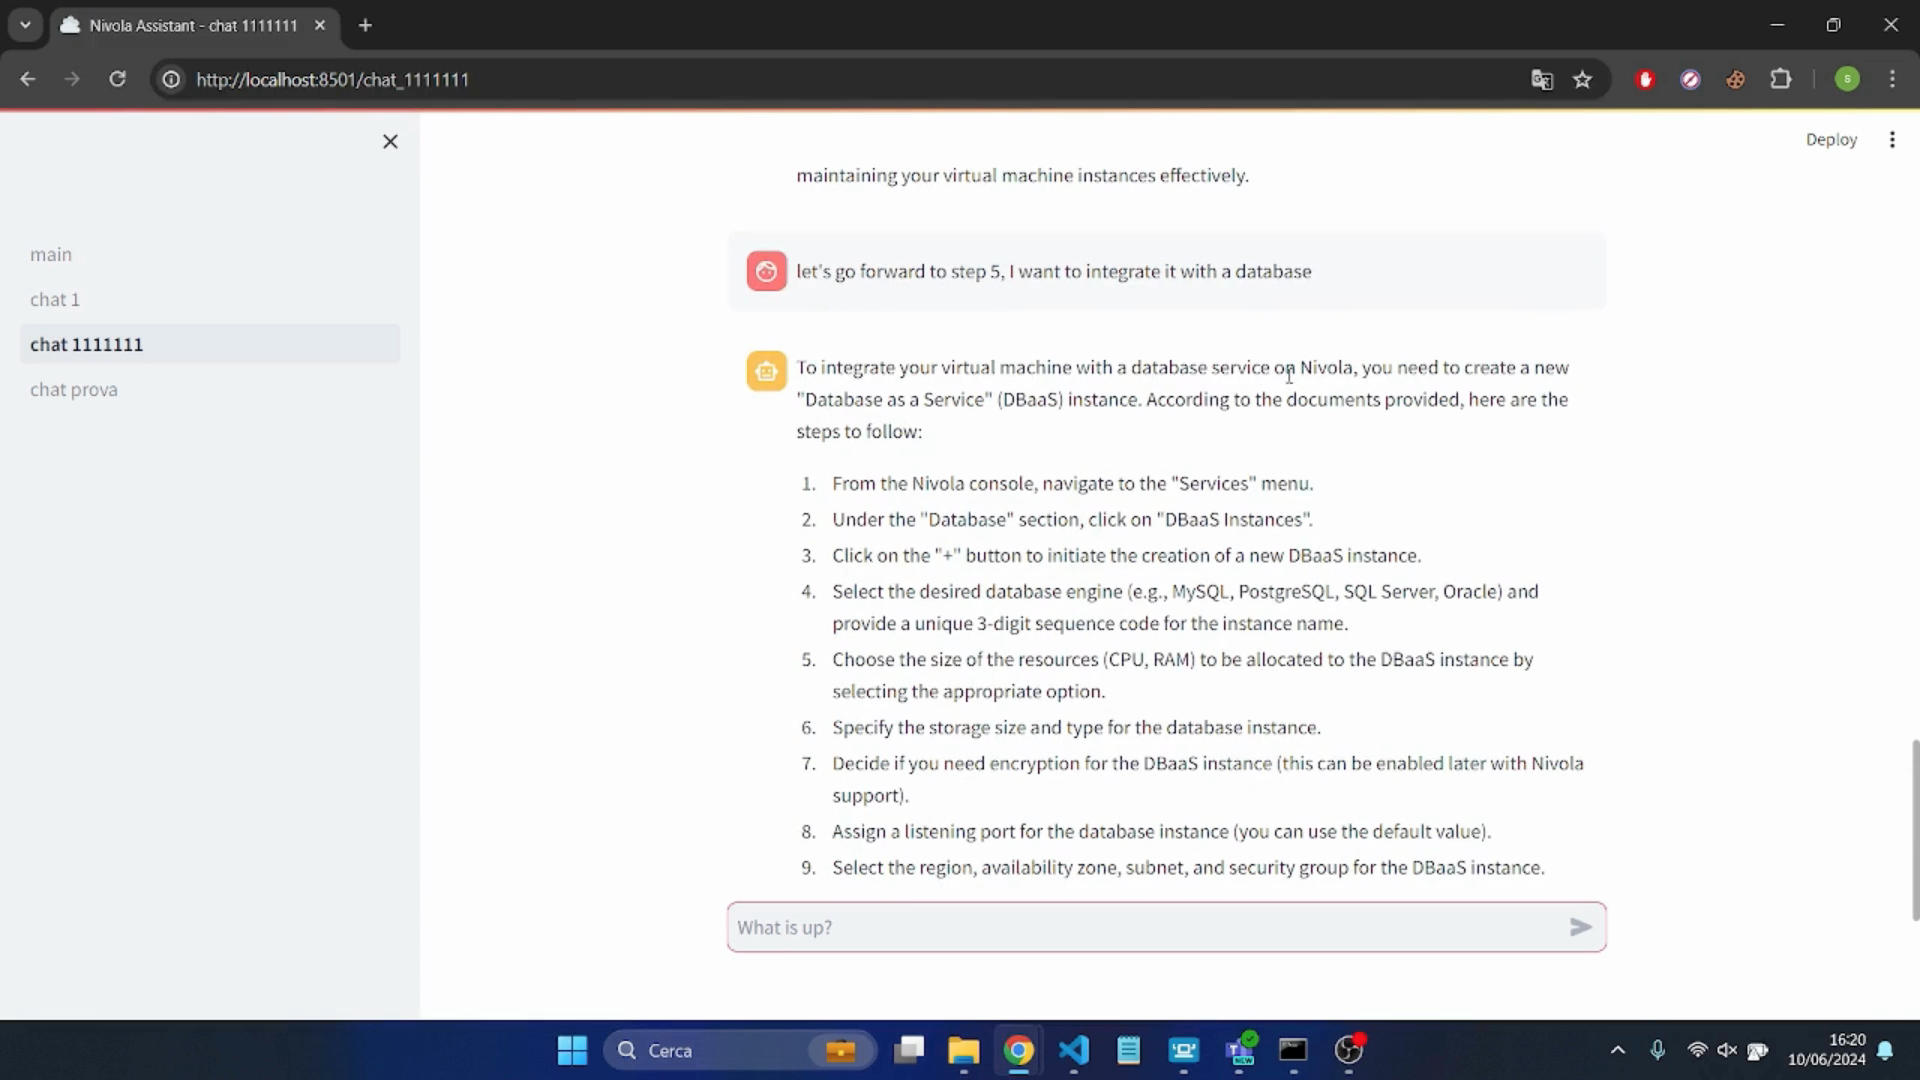 Nivola Assistant - chat 1111111
http://localhost:8501/chat_1111111
S
Deploy
main
chat 1
chat 1111111
chat prova
maintaining your virtual machine instances effectively.
let's go forward to step 5, I want to integrate it with a database
To integrate your virtual machine with a database service on Nivola, you need to create a new
"Database as a Service" (DBaaS) instance. According to the documents provided, here are the
steps to follow:
1. From the Nivola console, navigate to the "Services" menu.
2. Under the "Database" section, click on "DBaaS Instances".
3. Click on the "+" button to initiate the creation of a new DBaaS instance.
4. Select the desired database engine (e.g., MySQL, PostgreSQL, SQL Server, Oracle) and
provide a unique 3-digit sequence code for the instance name.
5. Choose the size of the resources (CPU, RAM) to be allocated to the DBaaS instance by
selecting the appropriate option.
6. Specify the storage size and type for the database instance.
7. Decide if you need encryption for the DBaaS instance (this can be enabled later with Nivola
support).
8. Assign a listening port for the database instance (you can use the default value).
9. Select the region, availability zone, subnet, and security group for the DBaaS instance.
What is up?
Cerca
NEW
16:20
10/06/2024